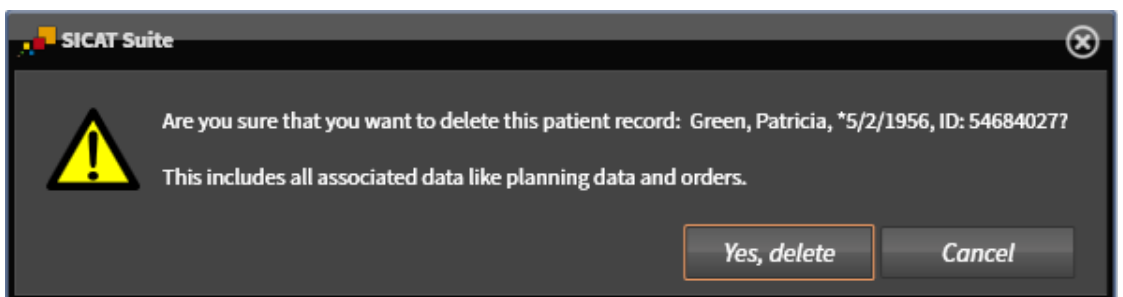 SICAT Suite
Are you sure that you want to delete this patient record: Green, Patricia, *5/2/1956, ID: 54684027?
This includes all associated data like planning data and orders.
Yes, delete
Cancel